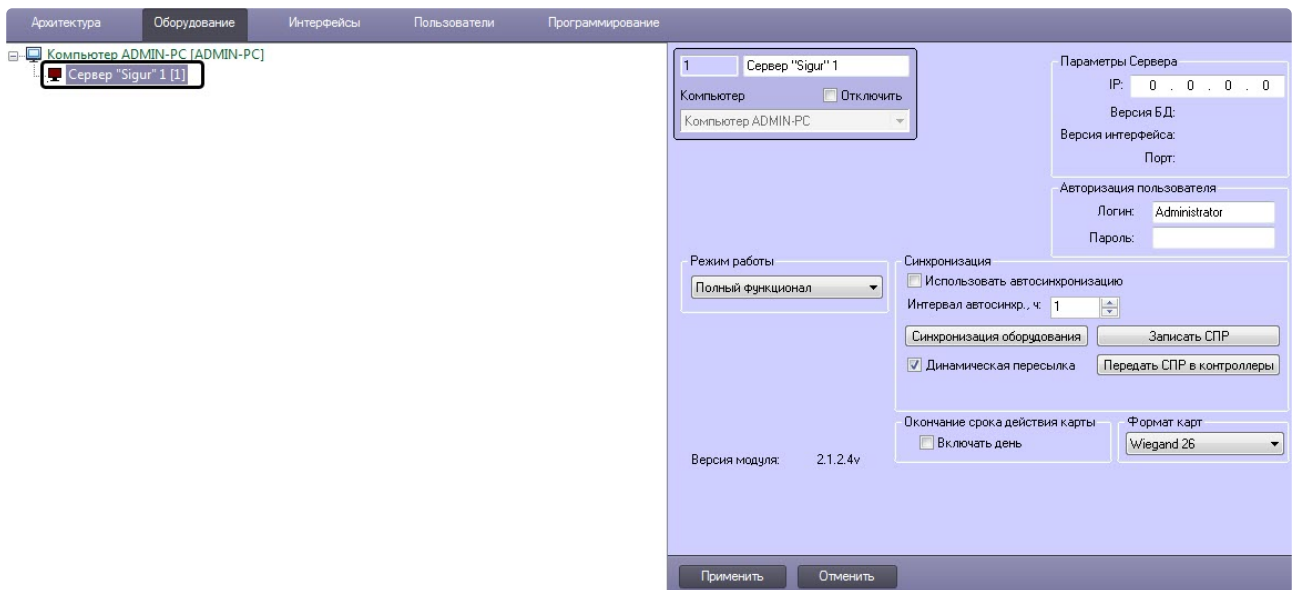 Архитектура Оборудование Интерфейсы Пользователи Программирование
Компьютер ADMIN-PC [ADMIN-PC]
Сервер "Sigur" 1 [1]
1 Сервер "Sigur" 1
Компьютер Отключить
Компьютер ADMIN-PC
Параметры Сервера
IP: 0 . 0 . 0 . 0
Версия БД:
Версия интерфейса:
Порт:
Авторизация пользователя
Логин: Administrator
Пароль:
Режим работы
Полный функционал
Синхронизация
Использовать автосинхронизацию
Интервал автосинхр., ч: 1
Синхронизация оборудования Записать СПР
Динамическая пересылка Передать СПР в контроллеры
Окончание срока действия карты
Включать день
Формат карт
Wiegand 26
Версия модуля: 2.1.2.4v
Применить Отменить